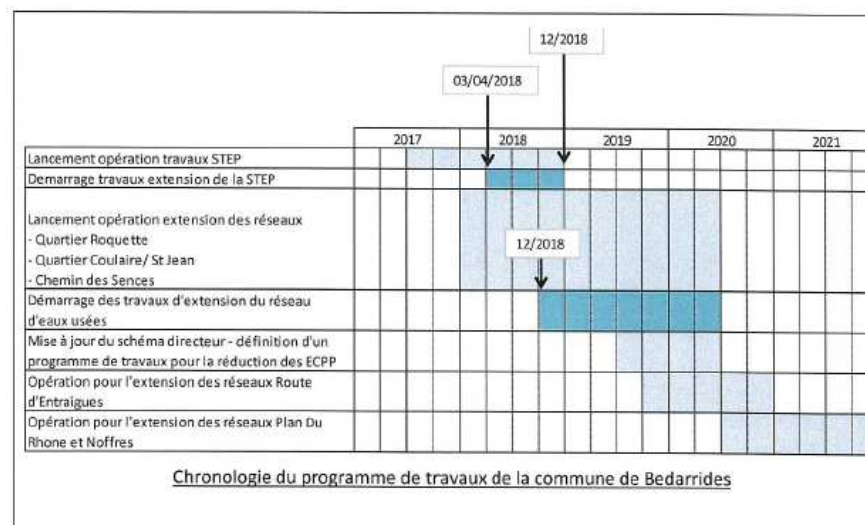 12/2018
03/04/2018
2017 2018 2019 2020 2021
Lancement opération travaux STEP
Demarrage travaux extension de la STEP
Lancement opération extension des réseaux
- Quartier Roquette
- Quartier Coulaire/ St Jean
- Chemin des Sences
12/2018
Démarrage des travaux d'extension du réseau
d'eaux usées
Mise à jour du schéma directeur - définition d'un
programme de travaux pour la réduction des ECPP
Opération pour l'extension des réseaux Route
d'Entraigues
Opération pour l'extension des réseaux Plan Du
Rhone et Noffres
Chronologie du programme de travaux de la commune de Bedarrides